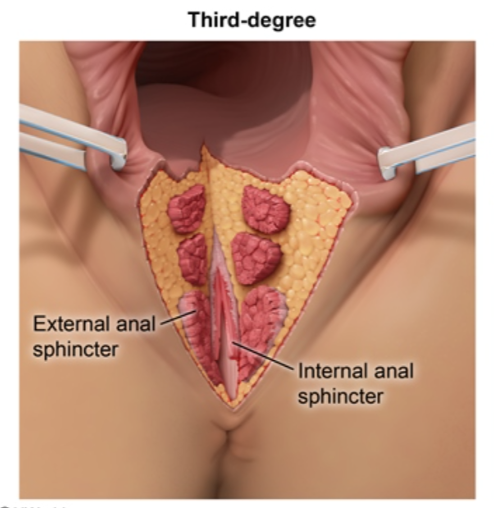 Third-degree
External anal
sphincter
Internal anal
sphincter